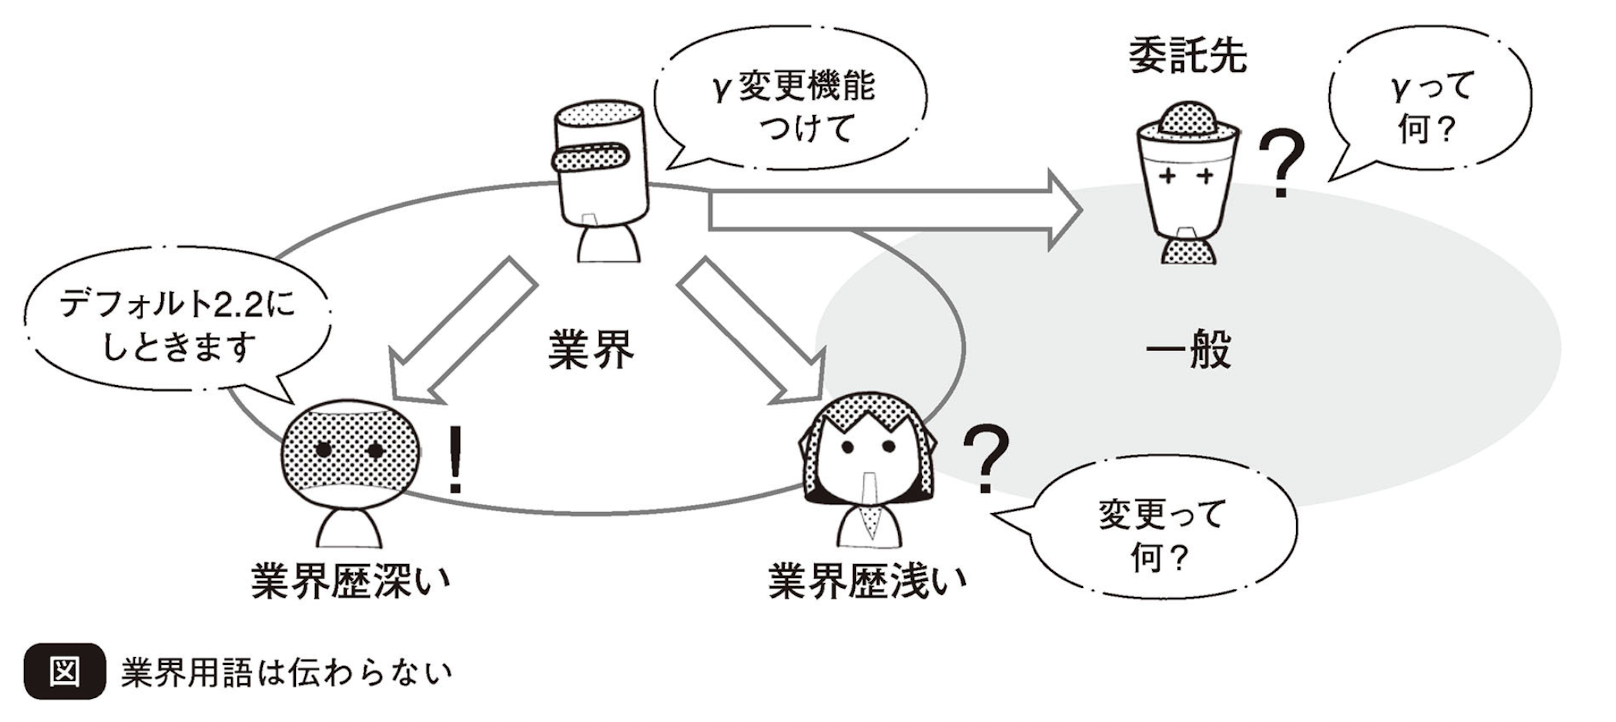 γ変更機能
つけて
委託先
γって
何?
?
デフォルト2.2に
しときます
業界
一般
!
?
変更って
何?
業界歴深い
業界歴浅い
図 業界用語は伝わらない